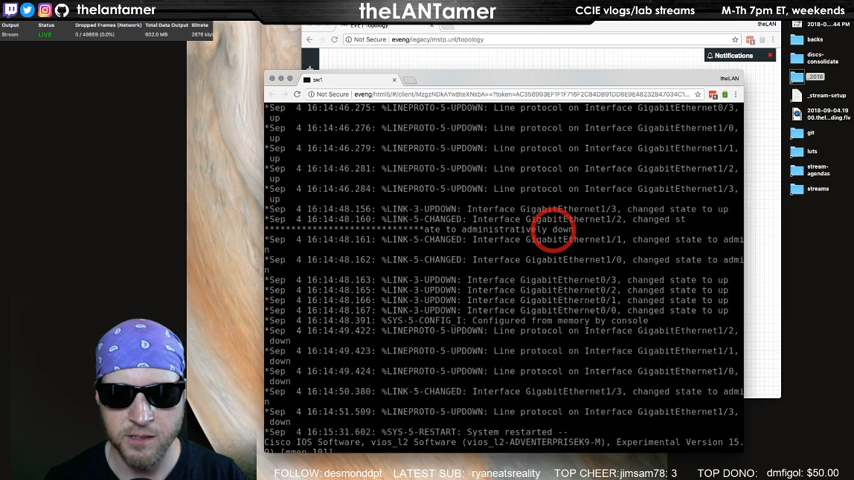 thelantamer
theLANTamer
CCIE vlogs/lab streams
M-Th 7pm ET, weekends
Output Status Dropped Frames (Network) Total Data Output Bitrate
Stream LIVE 602.0 MB 2876 kb/s
theLAN
Not Secure eveng/legacy/mstp.unl/topology
Notifications
sw1
theLAN
*Sep 4 16:14:46.275: %LINEPROTO-5-UPDOWN: Line protocol on Interface GigabitEthernet0/3,
up
*Sep 4 16:14:46.276: %LINEPROTO-5-UPDOWN: Line protocol on Interface GigabitEthernet1/0,
up
*Sep 4 16:14:46.279: %LINEPROTO-5-UPDOWN: Line protocol on Interface GigabitEthernet1/1,
up
*Sep 4 16:14:46.281: %LINEPROTO-5-UPDOWN: Line protocol on Interface GigabitEthernet1/2,
up
*Sep 4 16:14:46.281: %LINEPROTO-5-UPDOWN: Line protocol on Interface GigabitEthernet1/3,
up
*Sep 4 16:14:48.156: %LINK-3-UPDOWN: Interface GigabitEthernet1/3, changed state to up
*Sep 4 16:14:48.160: %LINK-5-CHANGED: Interface GigabitEthernet1/2, changed st
ate to administratively down
*Sep 4 16:14:48.161: %LINK-5-CHANGED: Interface GigabitEthernet1/1, changed state to admi
n
*Sep 4 16:14:48.162: %LINK-5-CHANGED: Interface GigabitEthernet1/0, changed state to admi
n
*Sep 4 16:14:48.163: %LINK-3-UPDOWN: Interface GigabitEthernet0/3, changed state to up
*Sep 4 16:14:48.165: %LINK-3-UPDOWN: Interface GigabitEthernet0/2, changed state to up
*Sep 4 16:14:48.166: %LINK-3-UPDOWN: Interface GigabitEthernet0/1, changed state to up
*Sep 4 16:14:48.167: %LINK-3-UPDOWN: Interface GigabitEthernet0/0, changed state to up
*Sep 4 16:14:48.391: %SYS-5-CONFIG_I: Configured from memory by console
*Sep 4 16:14:49.422: %LINEPROTO-5-UPDOWN: Line protocol on Interface GigabitEthernet1/2,
down
*Sep 4 16:14:49.423: %LINEPROTO-5-UPDOWN: Line protocol on Interface GigabitEthernet1/1,
down
*Sep 4 16:14:49.424: %LINEPROTO-5-UPDOWN: Line protocol on Interface GigabitEthernet1/0,
down
*Sep 4 16:14:50.380: %LINK-5-CHANGED: Interface GigabitEthernet1/3, changed state to admi
n
*Sep 4 16:14:51.509: %LINEPROTO-5-UPDOWN: Line protocol on Interface GigabitEthernet1/3,
down
*Sep 4 16:15:31.602: %SYS-5-RESTART: System restarted --
Cisco IOS Software, vios_l2 Software (vios_l2-ADVENTERPRISEK9-M), Experimental Version 15.
backs
discs-consolidate
2018
_stream-setup
2018-09-04.19.00.theLANtamer
git
luts
stream-agendas
streams
FOLLOW: desmonddpt LATEST SUB: ryaneatsreality TOP CHEER:jimsam78: 3 TOP DONO: dmfigol: $50.00